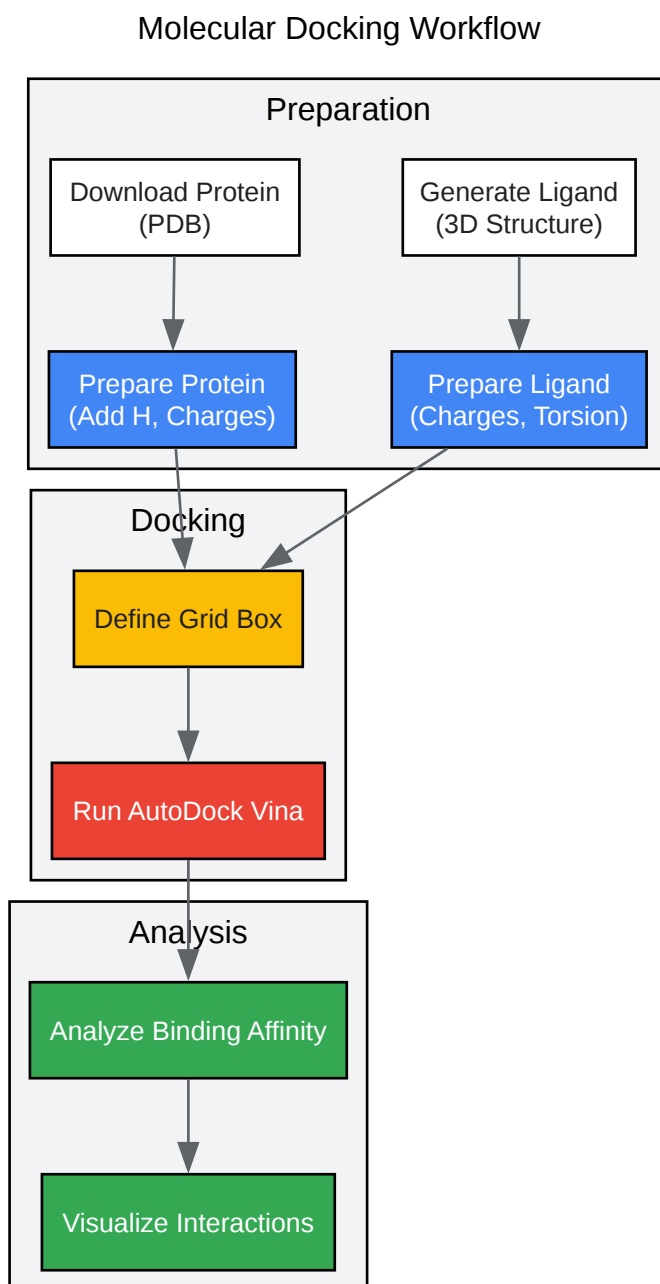 Molecular Docking Workflow
Preparation
Download Protein
(PDB)
Generate Ligand
(3D Structure)
Prepare Protein
(Add H, Charges)
Prepare Ligand
(Charges, Torsion)
Docking
Define Grid Box
Run AutoDock Vina
Analysis
Analyze Binding Affinity
Visualize Interactions